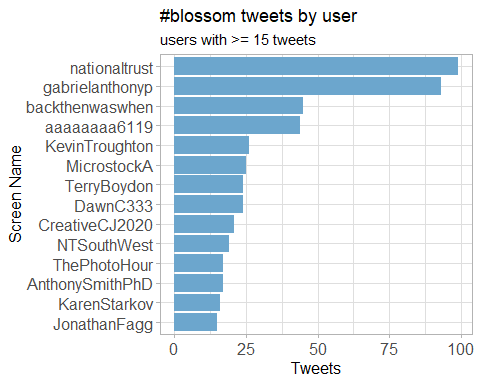 #blossom tweets by user
users with >= 15 tweets
Screen Name
nationaltrust
gabrielanthonyp
backthenwaswhen
aaaaaaaa6119
KevinTroughton
MicrostockA
TerryBoydon
DawnC333
CreativeCJ2020
NTSouthWest
ThePhotoHour
AnthonySmithPhD
KarenStarkov
JonathanFagg
0 25 50 75 100
Tweets